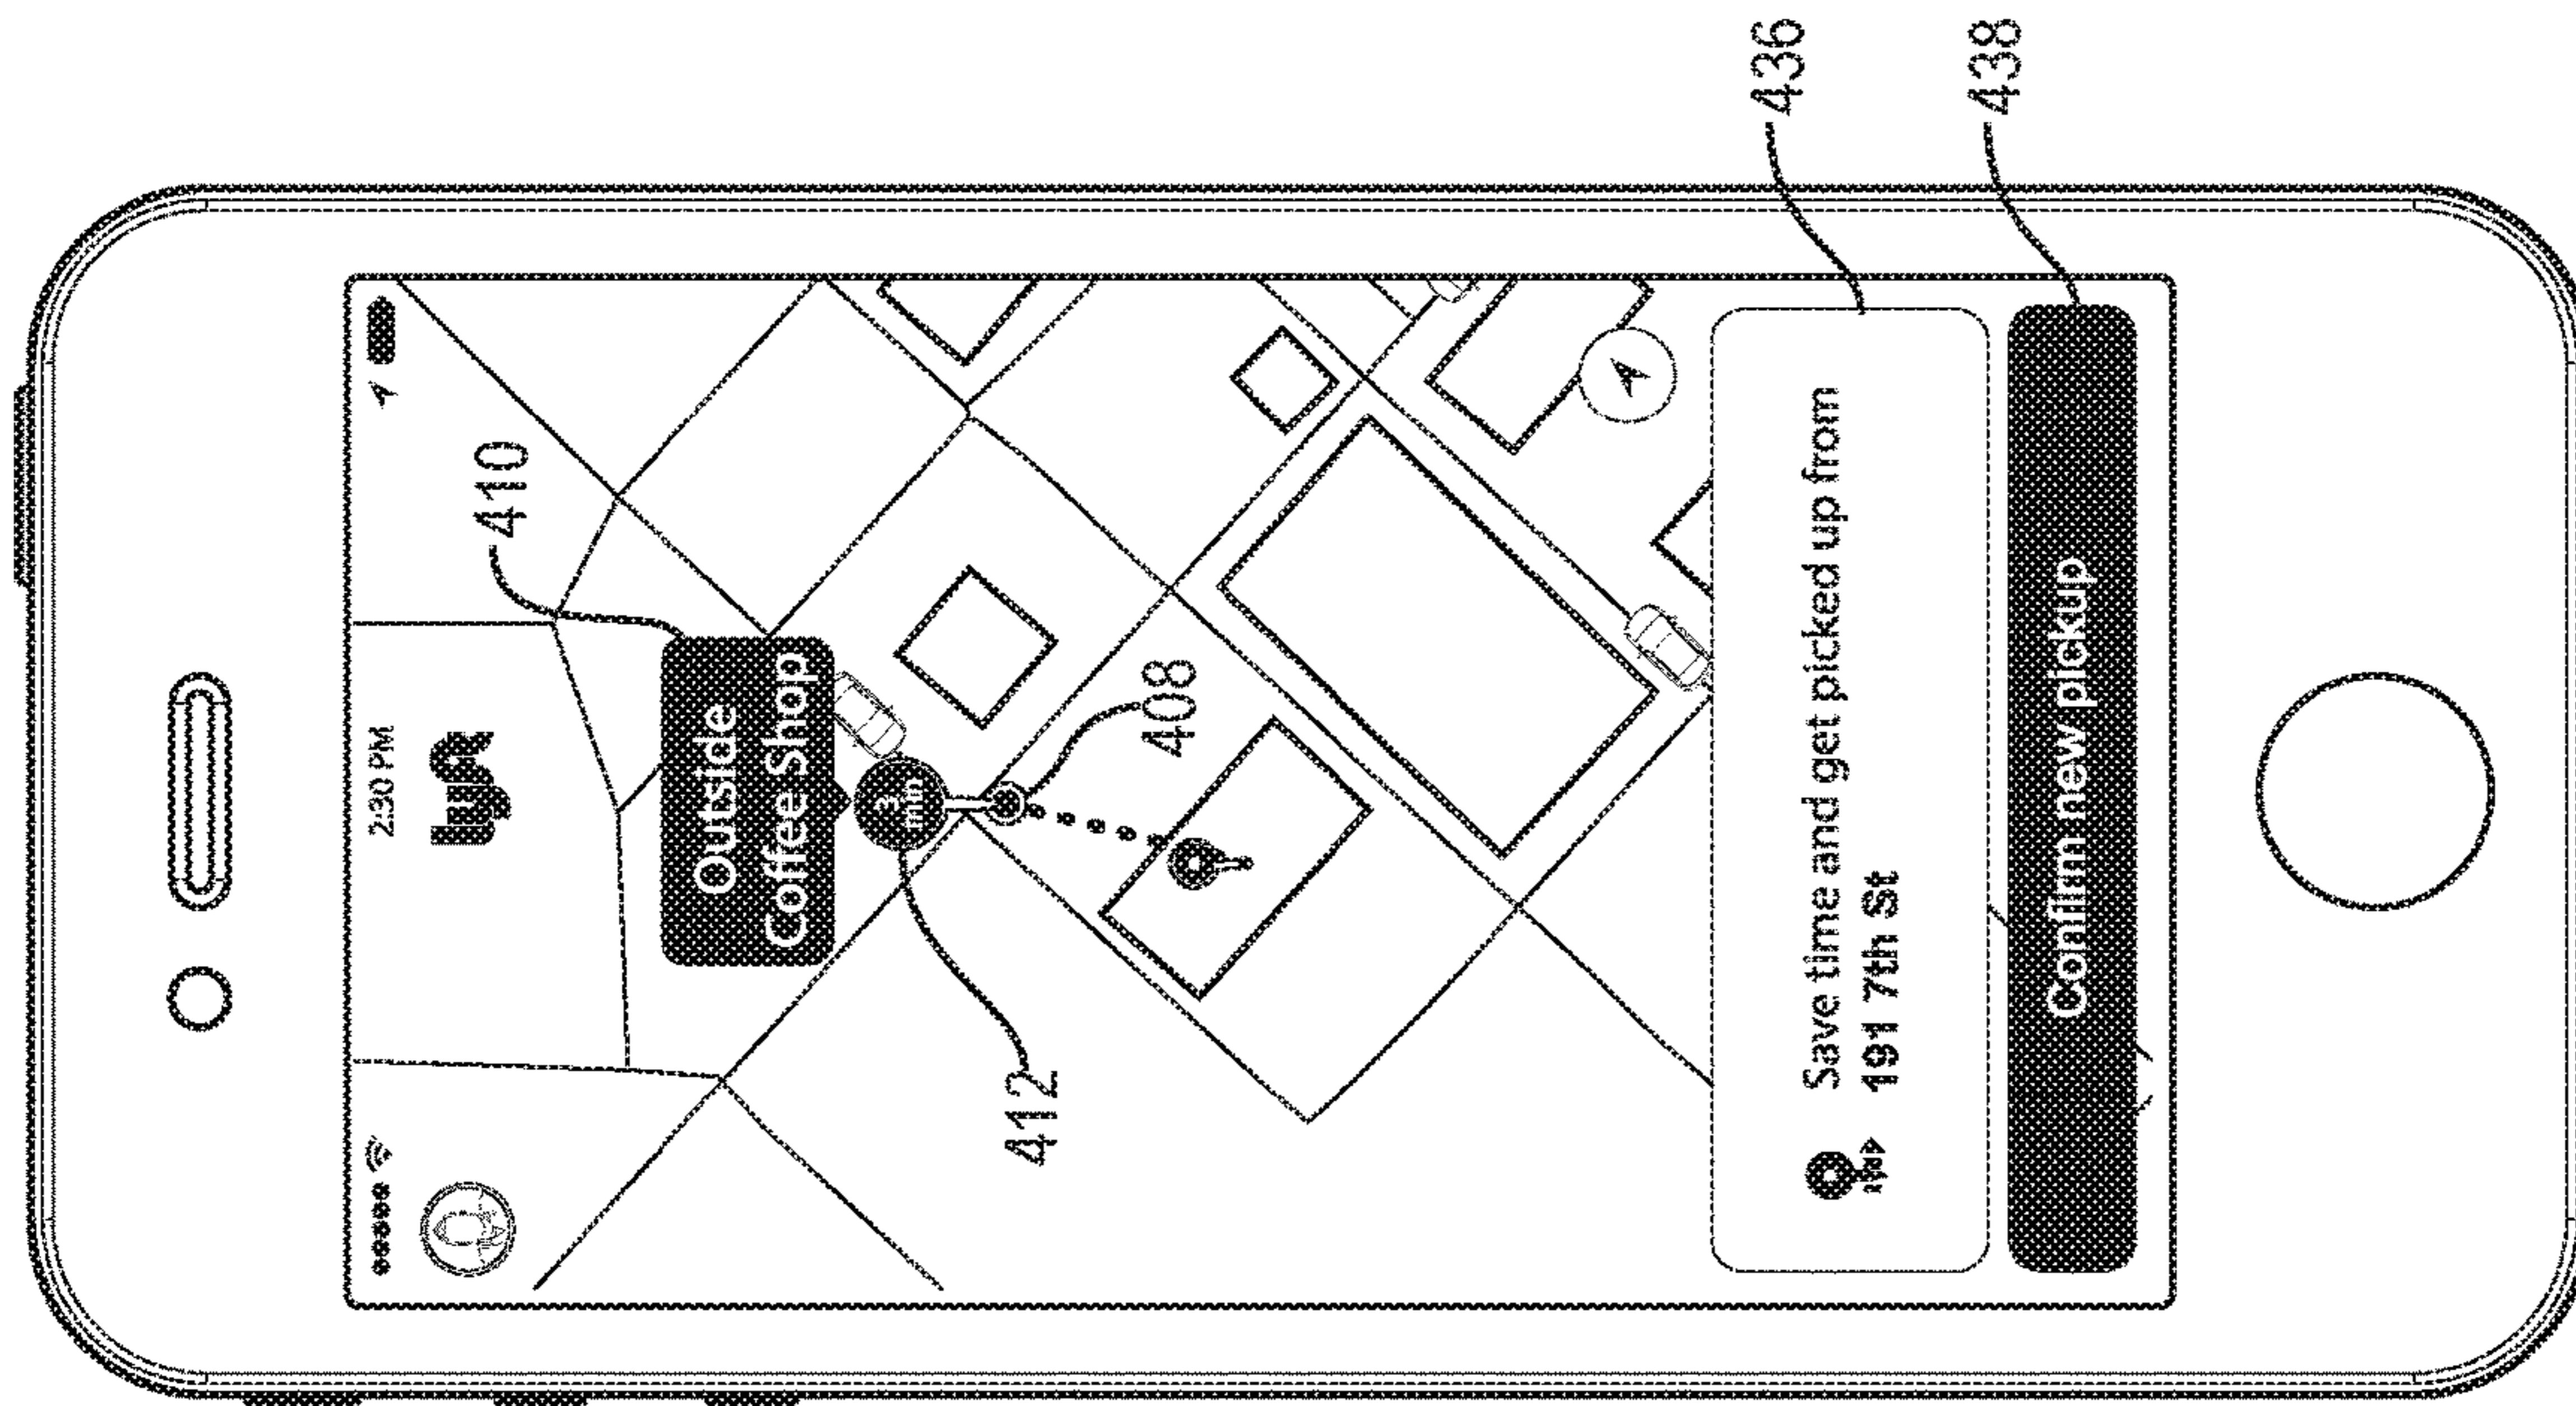 2:30 PM
lyft
410
Outside
Coffee Shop
3
min
408
412
Save time and get picked up from
191 7th St
436
Confirm new pickup
438